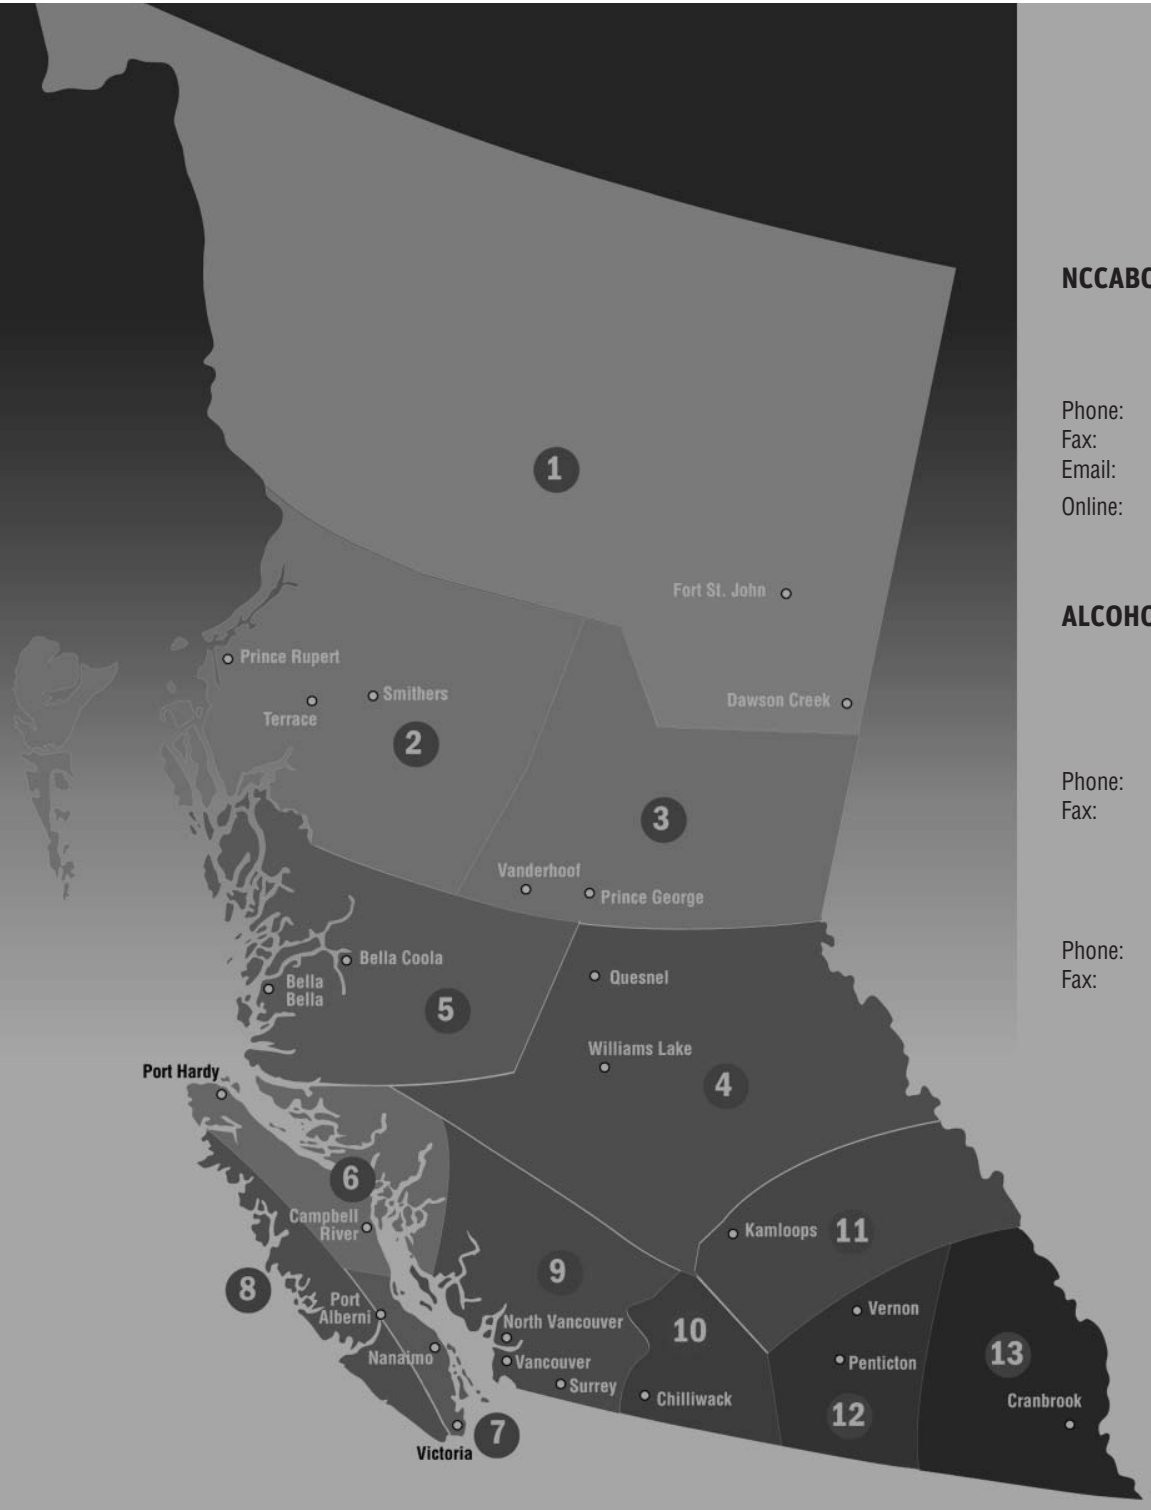 NCCABC
Phone:
Fax:
Email:
1
Online:
Fort St. John
ALCOHO
Prince Rupert
Smithers
Terrace
Dawson Creek
2
Phone:
Fax:
3
Vanderhoof
Prince George
Phone:
Fax:
Bella Coola
Quesnel
Bella
Bella
5
Williams Lake
Port Hardy
4
6
Campbell
River
Kamloops
11
9
8
Port
Alberni
Vernon
North Vancouver
10
Nanaimo
Vancouver
Penticton
13
Surrey
Chilliwack
Cranbrook
12
7
Victoria